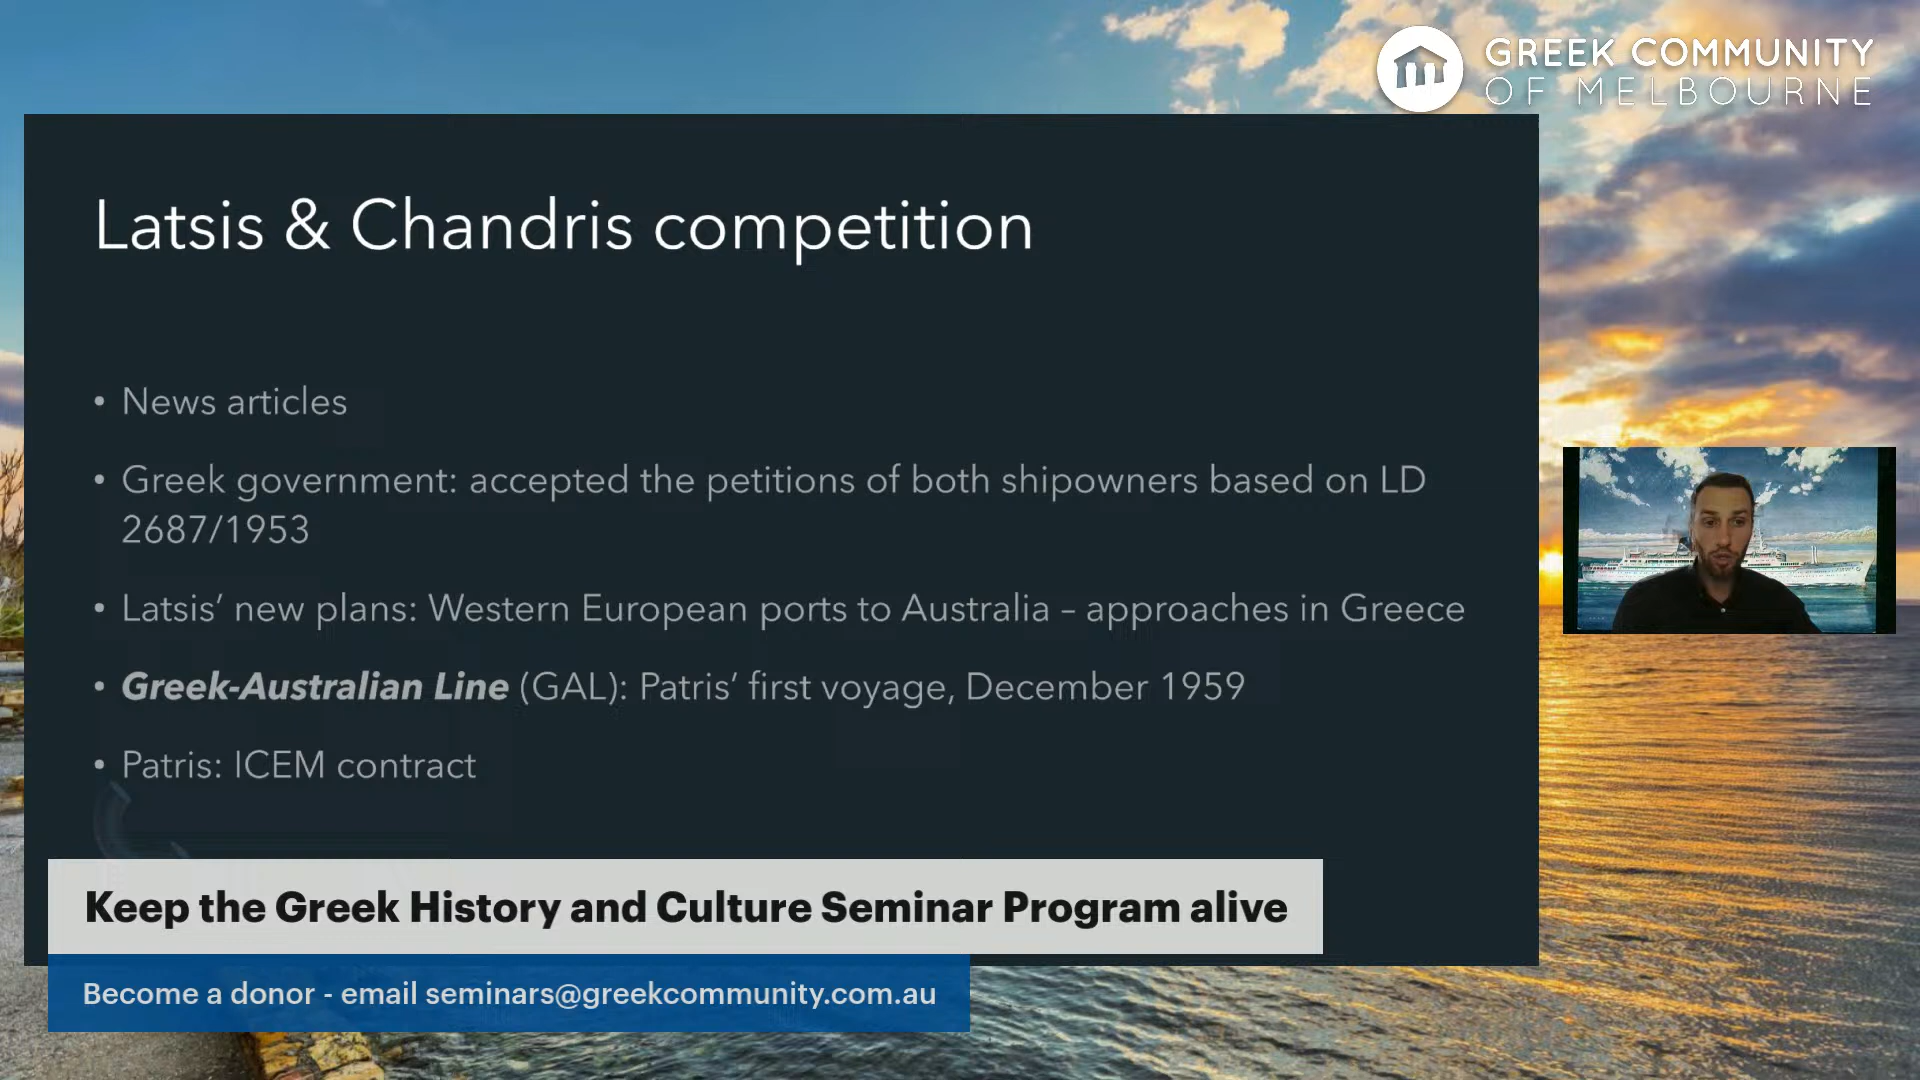 GREEK COMMUNITY
OF MELBOURNE
Latsis & Chandris competition
• News articles
• Greek government: accepted the petitions of both shipowners based on LD
2687/1953
• Latsis’ new plans: Western European ports to Australia – approaches in Greece
• Greek-Australian Line (GAL): Patris’ first voyage, December 1959
• Patris: ICEM contract
Keep the Greek History and Culture Seminar Program alive
Become a donor - email seminars@greekcommunity.com.au